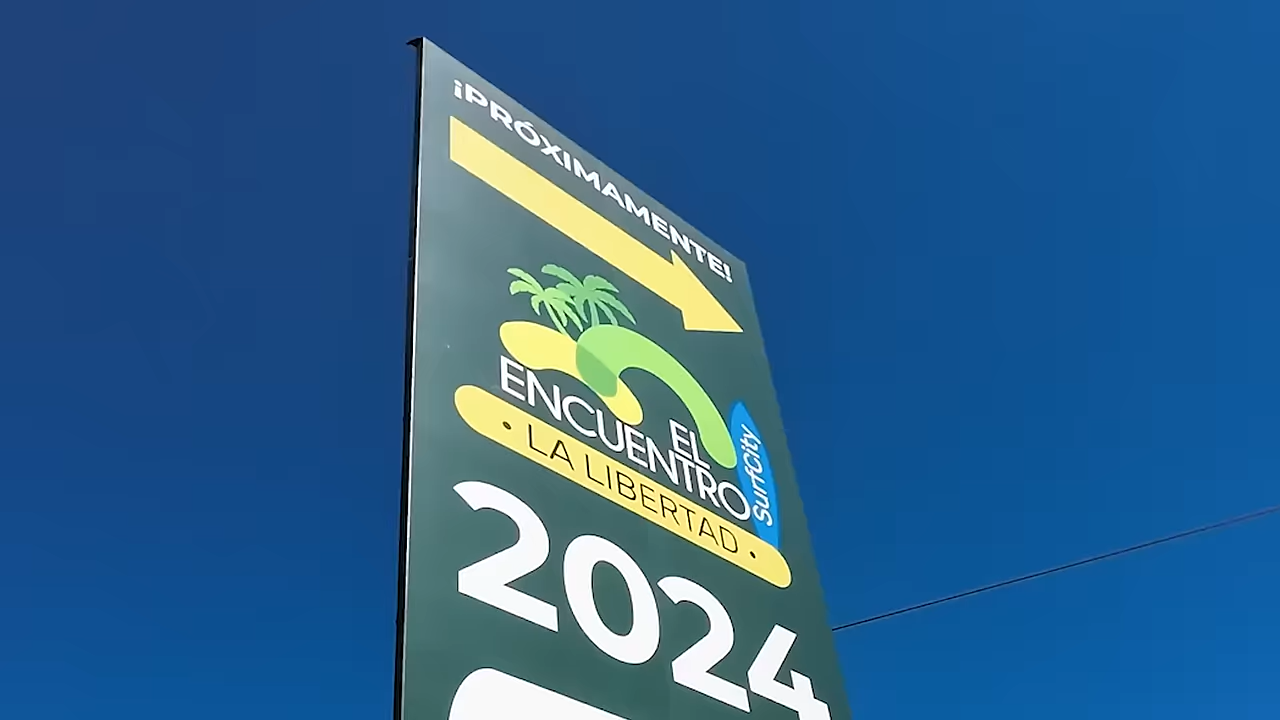 ¡PRÓXIMAMENTE!
EL
ENCUENTRO
SurfCity
• LA LIBERTAD •
2024